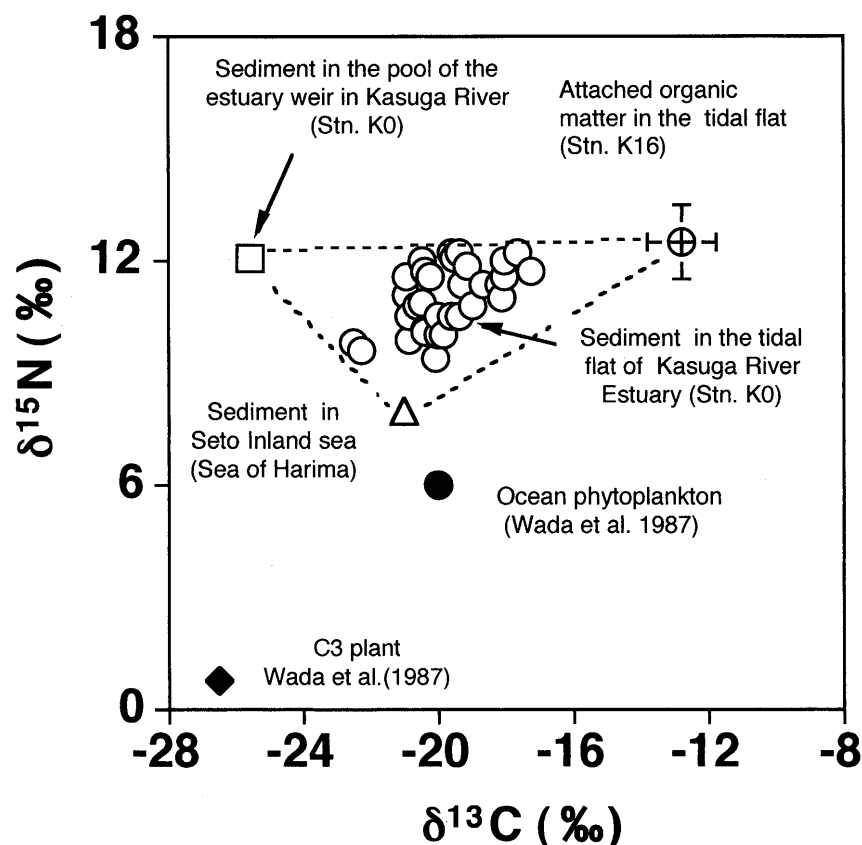 18
Sediment in the pool of the
estuary weir in Kasuga River
(Stn. K0)
Attached organic
matter in the tidal flat
(Stn. K16)
12
Sediment in the tidal
flat of Kasuga River
Estuary (Stn. K0)
Sediment in
Seto Inland sea
(Sea of Harima)
6
Ocean phytoplankton
(Wada et al. 1987)
C3 plant
Wada et al.(1987)
0
-28 -24 -20 -16 -12 -8
δ¹³C (‰)
δ¹⁵N (‰)